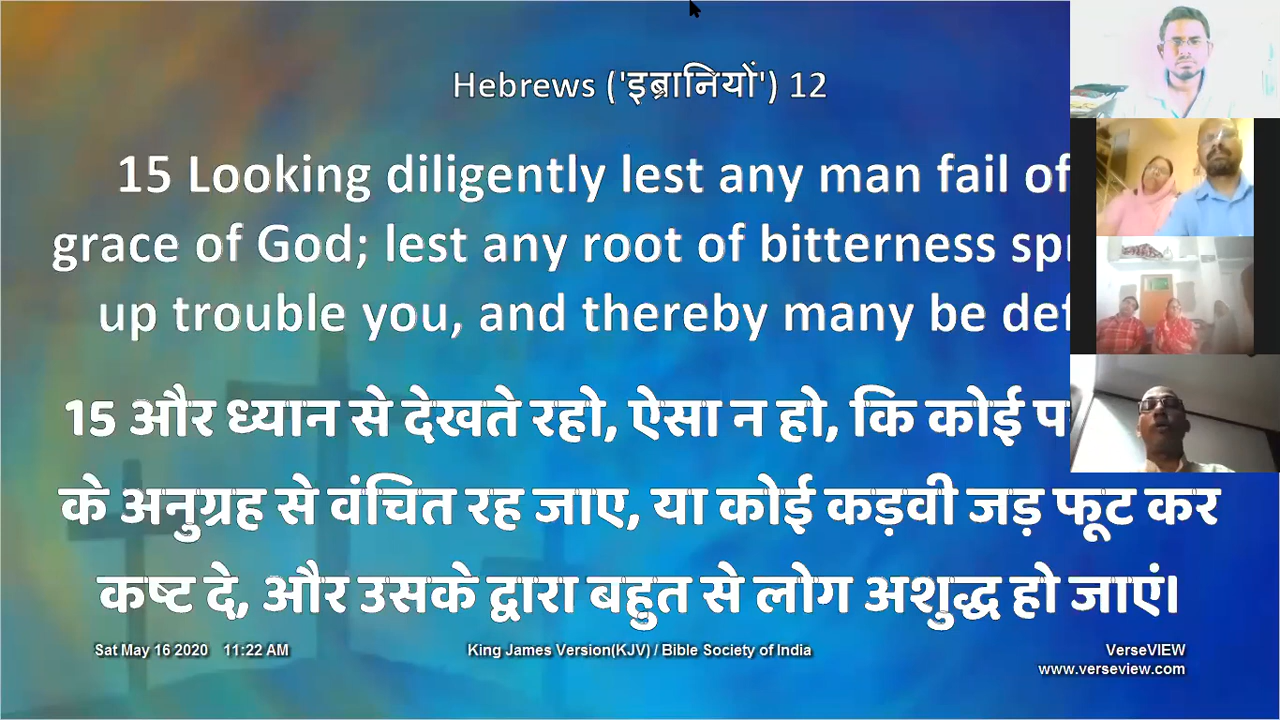 Hebrews ('इब्रानियों') 12
15 Looking diligently lest any man fail of
grace of God; lest any root of bitterness
up trouble you, and thereby many be
15 और ध्यान से देखते रहो, ऐसा न हो, कि कोई
के अनुग्रह से वंचित रह जाए, या कोई कड़वी जड़ फूट कर
कष्ट दे, और उसके द्वारा बहुत से लोग अशुद्ध हो जाएं।
Sat May 16 2020 11:22 AM
King James Version(KJV) / Bible Society of India
VerseVIEW
www.verseview.com